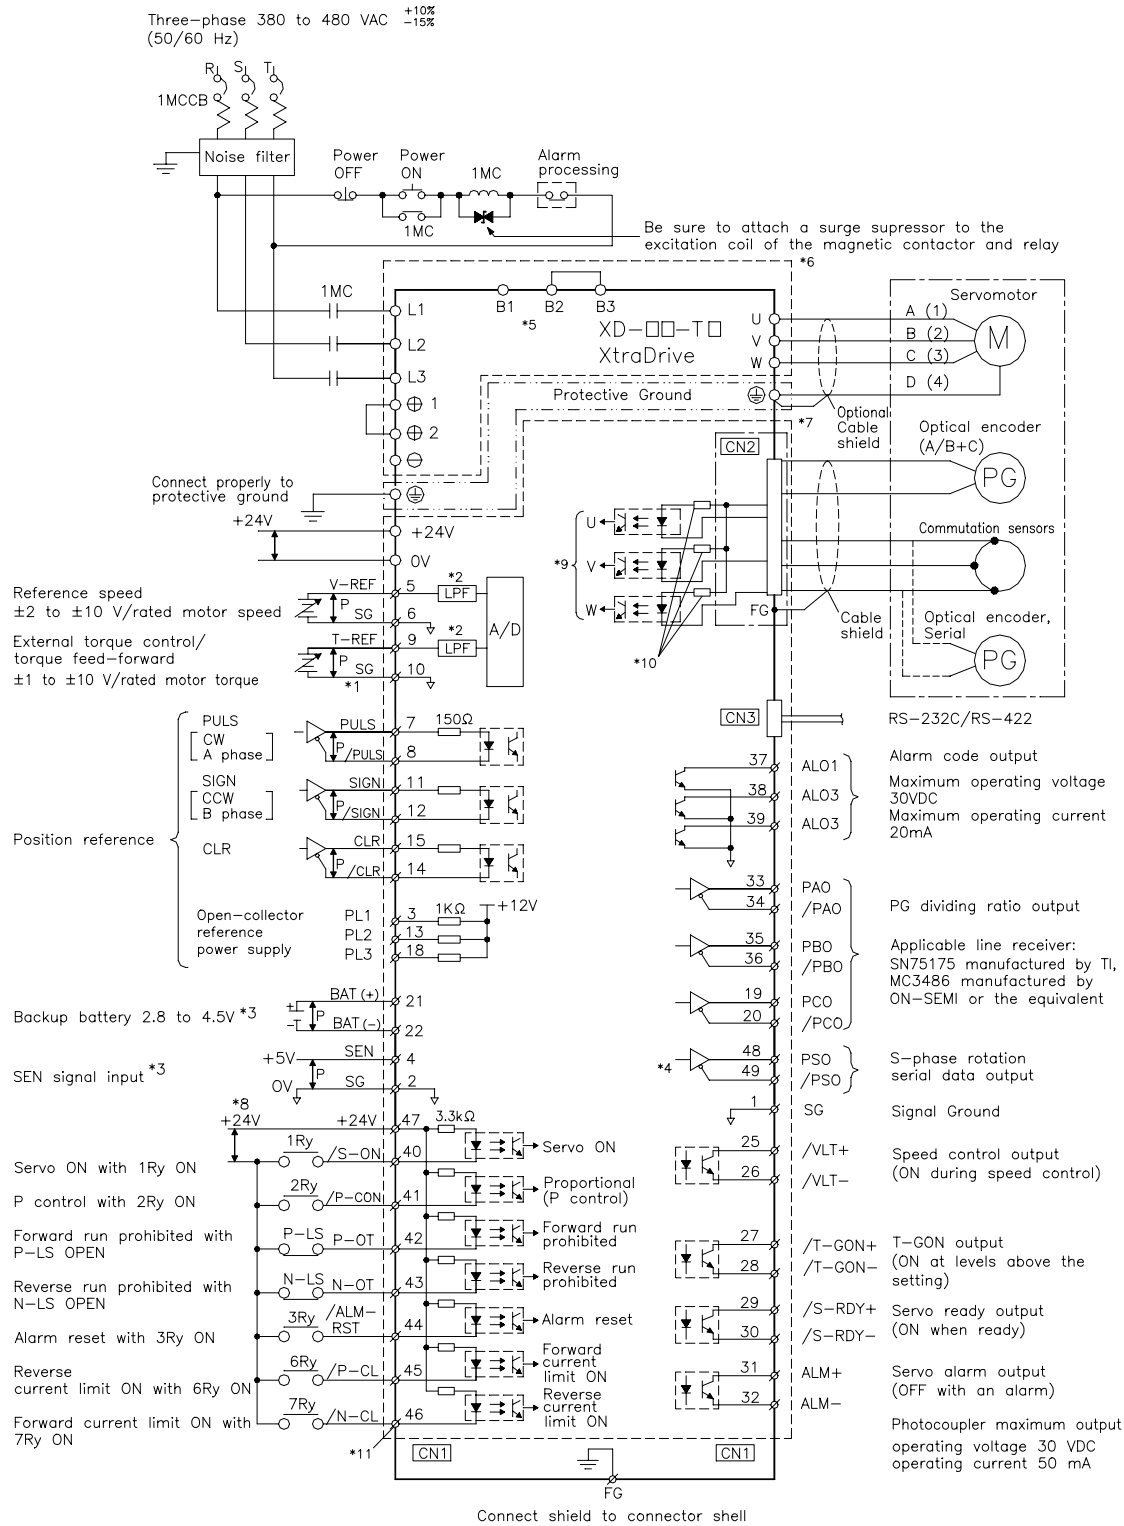 Three-phase 380 to 480 VAC +10% -15%
(50/60 Hz)
R S T
1MCCB
Noise filter
Power
OFF
Power
ON
1MC
Alarm
processing
1MC
Be sure to attach a surge supressor to the
excitation coil of the magnetic contactor and relay
*6
1MC
B1 B2 B3
*5
XD-□□-T□
XtraDrive
L1
L2
L3
⊕ 1
⊕ 2
⊖
U
V
W
Protective Ground
Servomotor
A (1)
B (2)
C (3)
D (4)
M
Optional
Cable
shield
*7
CN2
Optical encoder
(A/B+C)
PG
Commutation sensors
Optical encoder,
Serial
PG
Cable
shield
FG
U
V
W
*9
*10
Connect properly to
protective ground
+24V
+24V
0V
Reference speed
±2 to ±10 V/rated motor speed
V-REF 5
P
SG 6
*2
LPF
A/D
External torque control/
torque feed-forward
±1 to ±10 V/rated motor torque
T-REF 9
P
SG 10
*1
*2
LPF
CN3
RS-232C/RS-422
Position reference
PULS
CW
A phase
PULS 7
P
/PULS 8
150Ω
SIGN
CCW
B phase
SIGN 11
P
/SIGN 12
CLR
CLR 15
P
/CLR 14
Open-collector
reference
power supply
PL1 3
PL2 13
PL3 18
1KΩ
+12V
Backup battery 2.8 to 4.5V *3
+
-
P
BAT (+) 21
BAT (-) 22
SEN signal input *3
+5V
0V
P
SEN 4
SG 2
*8
+24V
+24V 47
3.3kΩ
Servo ON with 1Ry ON
1Ry
/S-ON 40
Servo ON
P control with 2Ry ON
2Ry
/P-CON 41
Proportional
(P control)
Forward run prohibited with
P-LS OPEN
P-LS
P-OT 42
Forward run
prohibited
Reverse run prohibited with
N-LS OPEN
N-LS
N-OT 43
Reverse run
prohibited
Alarm reset with 3Ry ON
3Ry
/ALM-
RST 44
Alarm reset
Reverse
current limit ON with 6Ry ON
6Ry
/P-CL 45
Forward
current
limit ON
Forward current limit ON with
7Ry ON
7Ry
/N-CL 46
Reverse
current
limit ON
*11
CN1
CN1
FG
Connect shield to connector shell
37 ALO1
38 ALO3
39 ALO3
Alarm code output
Maximum operating voltage
30VDC
Maximum operating current
20mA
33 PAO
34 /PAO
35 PBO
36 /PBO
19 PCO
20 /PCO
PG dividing ratio output
Applicable line receiver:
SN75175 manufactured by TI,
MC3486 manufactured by
ON-SEMI or the equivalent
*4
48 PSO
49 /PSO
S-phase rotation
serial data output
1 SG
Signal Ground
25 /VLT+
26 /VLT-
Speed control output
(ON during speed control)
27 /T-GON+
28 /T-GON-
T-GON output
(ON at levels above the
setting)
29 /S-RDY+
30 /S-RDY-
Servo ready output
(ON when ready)
31 ALM+
32 ALM-
Servo alarm output
(OFF with an alarm)
Photocoupler maximum output
operating voltage 30 VDC
operating current 50 mA